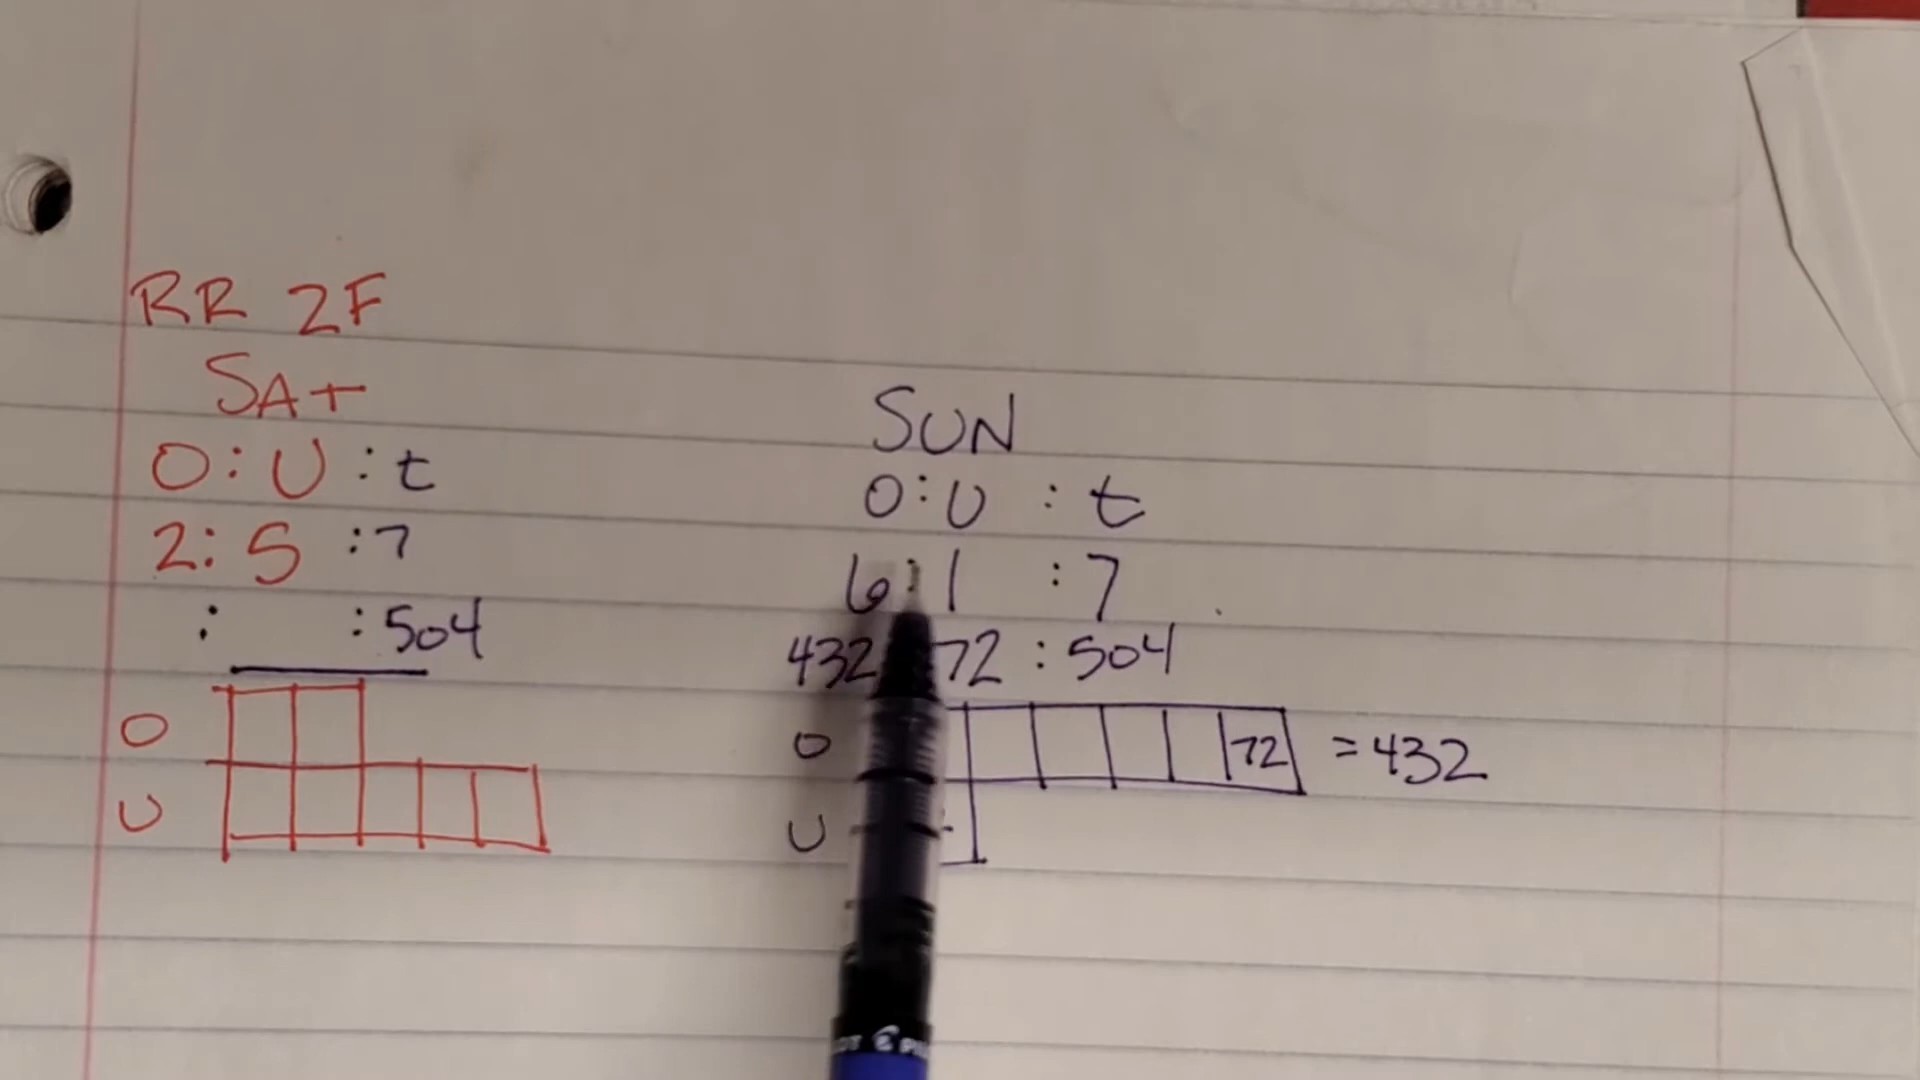 RR 2F
SAT
O:U:t
2:5:7
: :504
O
U
SUN
O:U:t
6:1:7
432 72:504
O 72 =432
U